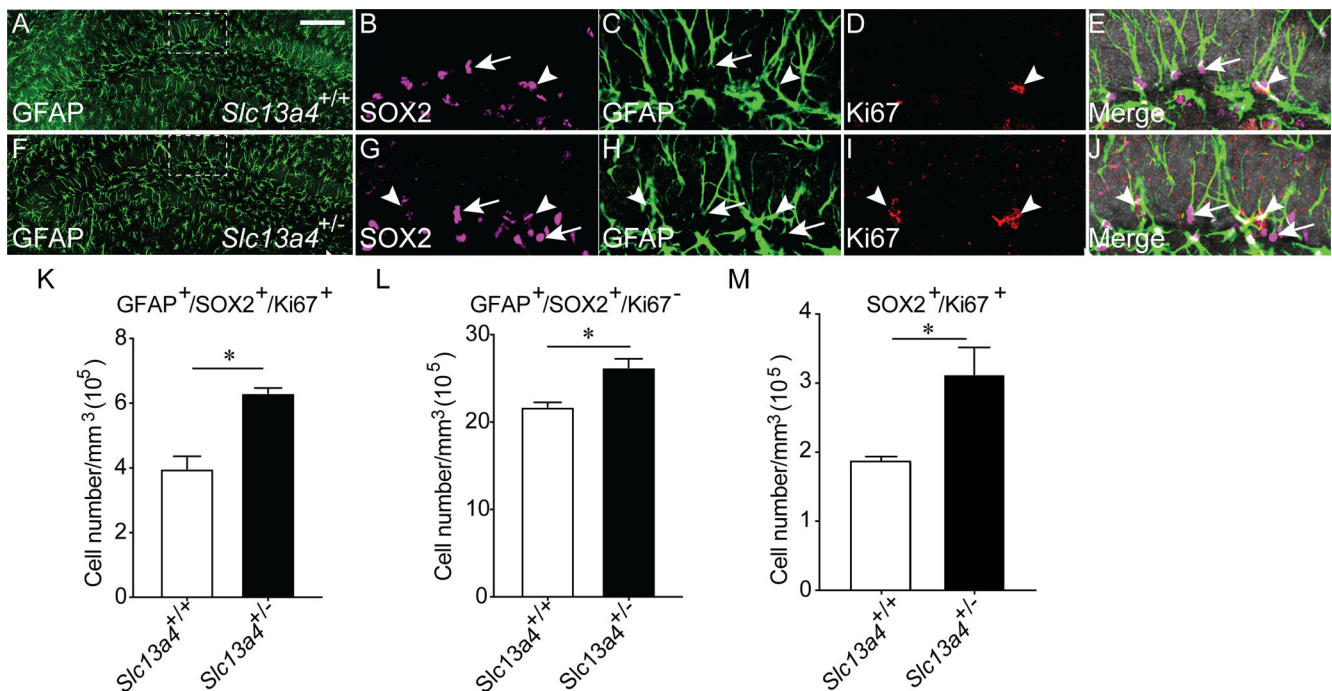 A
GFAP
Slc13a4+/+
B
SOX2
C
GFAP
D
Ki67
E
Merge
F
GFAP
Slc13a4+/-
G
SOX2
H
GFAP
I
Ki67
J
Merge
K
GFAP+/SOX2+/Ki67+
*
Cell number/mm3 (105)
8
6
4
2
0
Slc13a4+/+
Slc13a4+/-
L
GFAP+/SOX2+/Ki67-
*
Cell number/mm3 (105)
30
20
10
0
Slc13a4+/+
Slc13a4+/-
M
SOX2+/Ki67+
*
Cell number/mm3 (105)
4
3
2
1
0
Slc13a4+/+
Slc13a4+/-